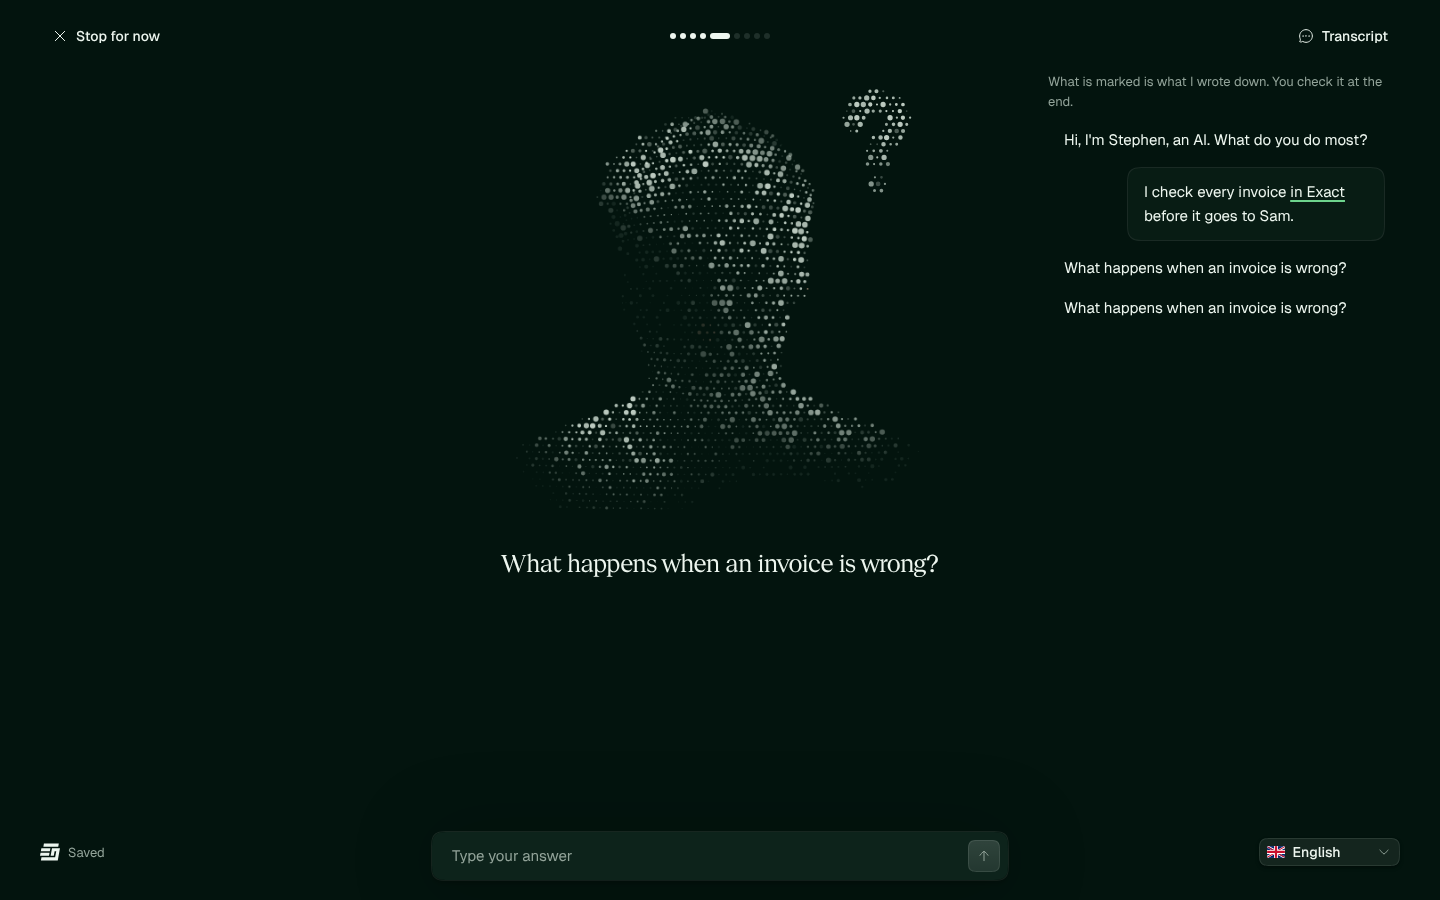 Stop for now
Transcript
What is marked is what I wrote down. You check it at the
end.
Hi, I'm Stephen, an AI. What do you do most?
I check every invoice in Exact
before it goes to Sam.
What happens when an invoice is wrong?
What happens when an invoice is wrong?
What happens when an invoice is wrong?
Saved
Type your answer
English